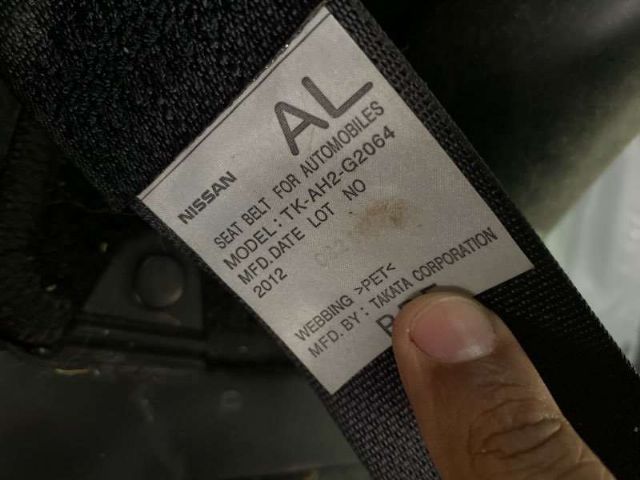 AL
NISSAN
SEAT BELT FOR AUTOMOBILES
MODEL: TK-AH2-G2064
MFD. DATE LOT NO
2012
WEBBING >PET<
MFD. BY: TAKATA CORPORATION